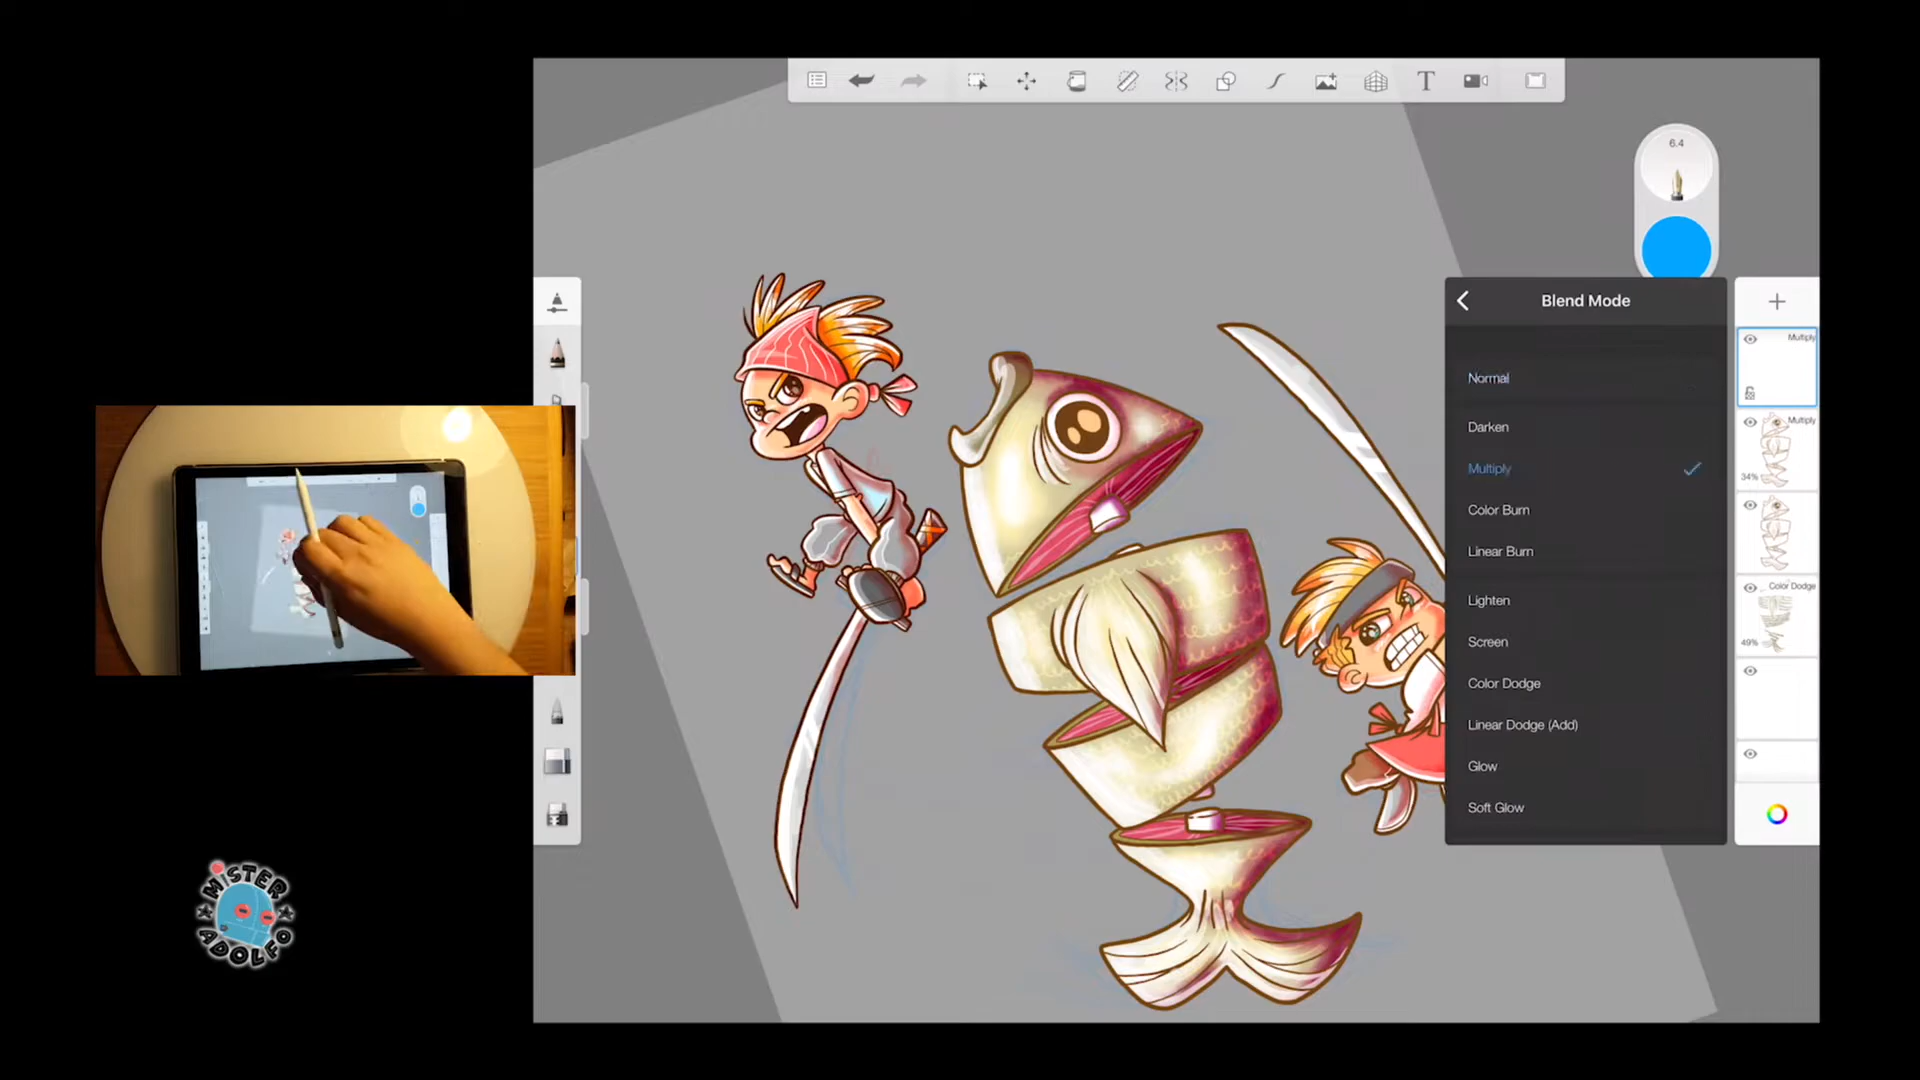 T
6.4
Blend Mode
Normal
Darken
Multiply
Color Burn
Linear Burn
Lighten
Screen
Color Dodge
Linear Dodge (Add)
Glow
Soft Glow
Multiply
Multiply
34%
Color Dodge
49%
MISTER
ADOLFO